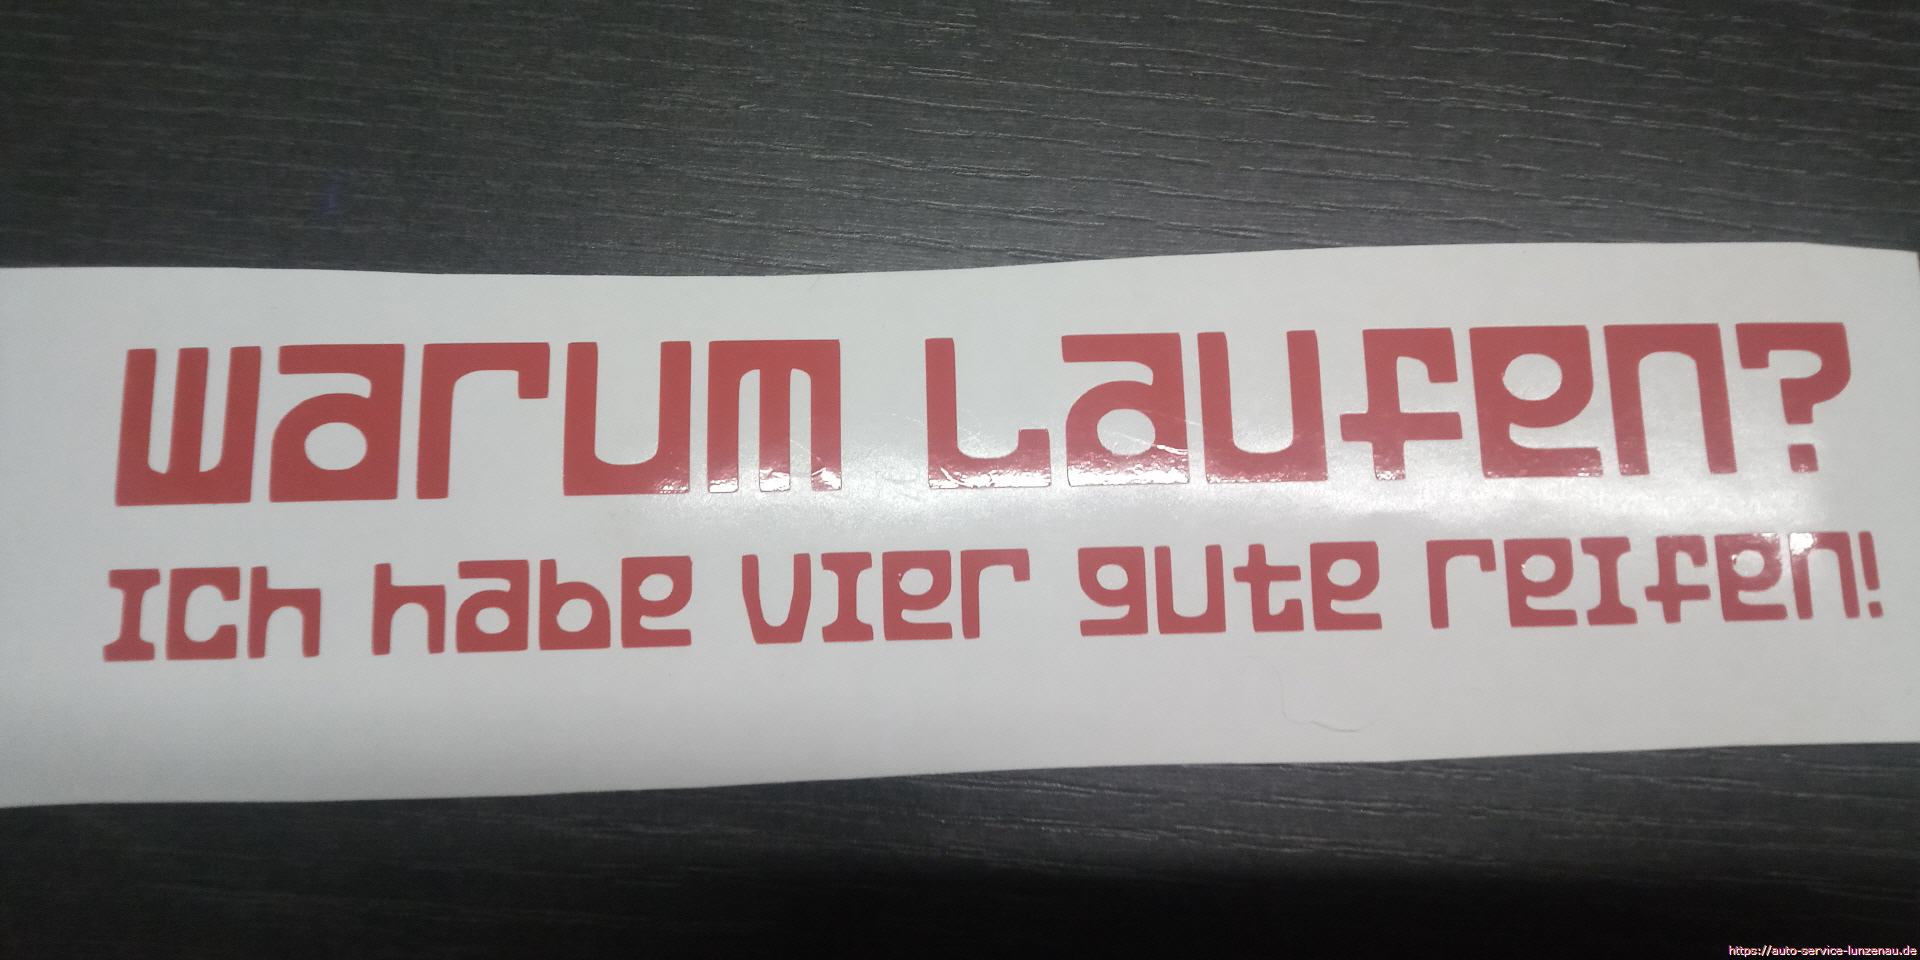 Warum Laufen?
Ich habe vier gute reifen!
https://auto-service-lunzenau.de